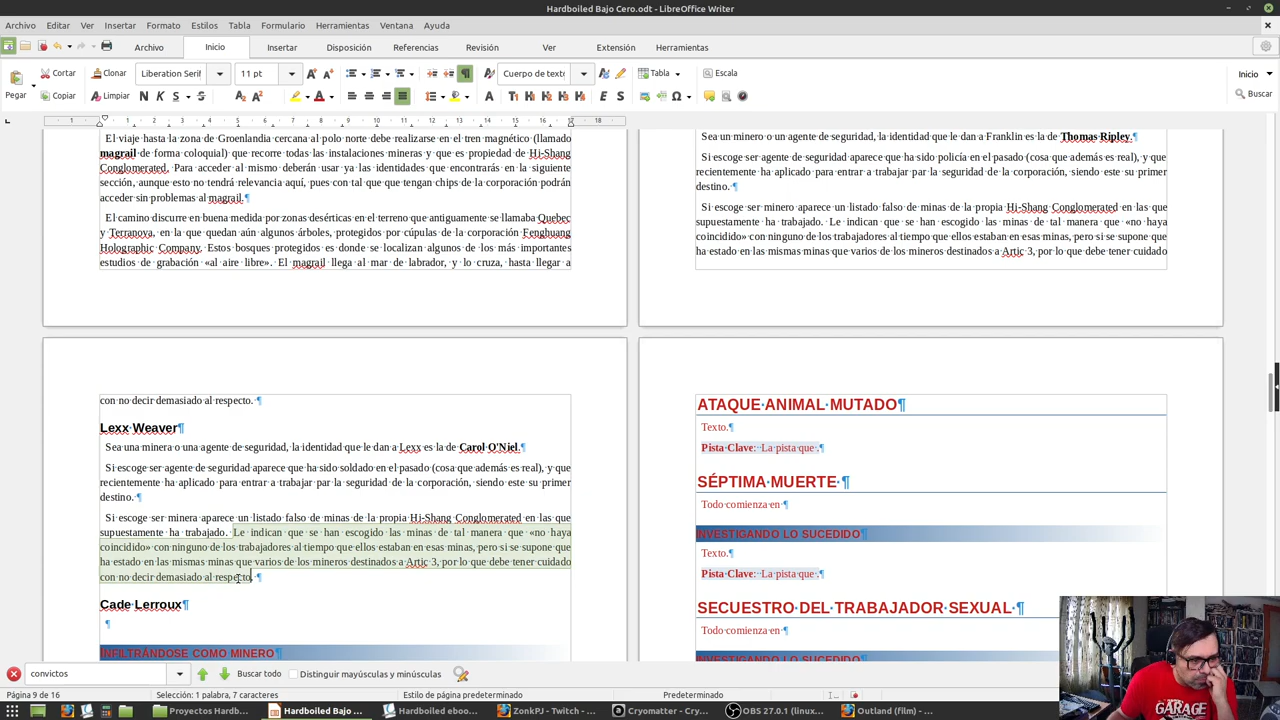 Hardboiled Bajo Cero.odt - LibreOffice Writer
Archivo Editar Ver Insertar Formato Estilos Tabla Formulario Herramientas Ventana Ayuda
Archivo Inicio Insertar Disposición Referencias Revisión Ver Extensión Herramientas
Cortar Clonar Liberation Serif 11 pt Cuerpo de texto Tabla Escala Inicio
Pegar Copiar Limpiar N K S S Buscar
El viaje hasta la zona de Groenlandia cercana al polo norte debe realizarse en el tren magnético (llamado
magrail de forma coloquial) que recorre todas las instalaciones mineras y que es propiedad de Hi-Shang
Conglomerated. Para acceder al mismo deberán usar ya las identidades que encontrarás en la siguiente
sección, aunque esto no tendrá relevancia aquí, pues con tal que que tengan chips de la corporación podrán
acceder sin problemas al magrail.¶
El camino discurre en buena medida por zonas desérticas en el terreno que antiguamente se llamaba Quebec
y Terranova, en la que quedan aún algunos árboles, protegidos por cúpulas de la corporación Fenghuang
Holographic Company. Estos bosques protegidos es donde se localizan algunos de los más importantes
estudios de grabación «al aire libre». El magrail llega al mar de labrador, y lo cruza, hasta llegar a
Sea un minero o un agente de seguridad, la identidad que le dan a Franklin es la de Thomas Ripley.¶
Si escoge ser agente de seguridad aparece que ha sido policía en el pasado (cosa que además es real), y que
recientemente ha aplicado para entrar a trabajar por la seguridad de la corporación, siendo este su primer
destino. ¶
Si escoge ser minero aparece un listado falso de minas de la propia Hi-Shang Conglomerated en las que
supuestamente ha trabajado. Le indican que se han escogido las minas de tal manera que «no haya
coincidido» con ninguno de los trabajadores al tiempo que ellos estaban en esas minas, pero si se supone que
ha estado en las mismas minas que varios de los mineros destinados a Artic 3, por lo que debe tener cuidado
con no decir demasiado al respecto. ¶
Lexx Weaver¶
Sea una minera o una agente de seguridad, la identidad que le dan a Lexx es la de Carol O'Niel.¶
Si escoge ser agente de seguridad aparece que ha sido soldado en el pasado (cosa que además es real), y que
recientemente ha aplicado para entrar a trabajar por la seguridad de la corporación, siendo este su primer
destino. ¶
Si escoge ser minera aparece un listado falso de minas de la propia Hi-Shang Conglomerated en las que
supuestamente ha trabajado. Le indican que se han escogido las minas de tal manera que «no haya
coincidido» con ninguno de los trabajadores al tiempo que ellos estaban en esas minas, pero si se supone que
ha estado en las mismas minas que varios de los mineros destinados a Artic 3, por lo que debe tener cuidado
con no decir demasiado al respecto. ¶
Cade Lerroux¶
¶
INFILTRÁNDOSE COMO MINERO¶
ATAQUE ANIMAL MUTADO¶
Texto.¶
Pista Clave: La pista que .¶
SÉPTIMA MUERTE ¶
Todo comienza en ¶
INVESTIGANDO LO SUCEDIDO¶
Texto.¶
Pista Clave: La pista que .¶
SECUESTRO DEL TRABAJADOR SEXUAL ¶
Todo comienza en ¶
INVESTIGANDO LO SUCEDIDO¶
convictos Buscar todo Distinguir mayúsculas y minúsculas
Página 9 de 16 Selección: 1 palabra, 7 caracteres Estilo de página predeterminado Predeterminado
Proyectos Hardb... Hardboiled Bajo ... Hardboiled eboo... ZonkPJ - Twitch - ... Cryomatter - Cry... OBS 27.0.1 (linux... Outland (film) - ...
GARAGE